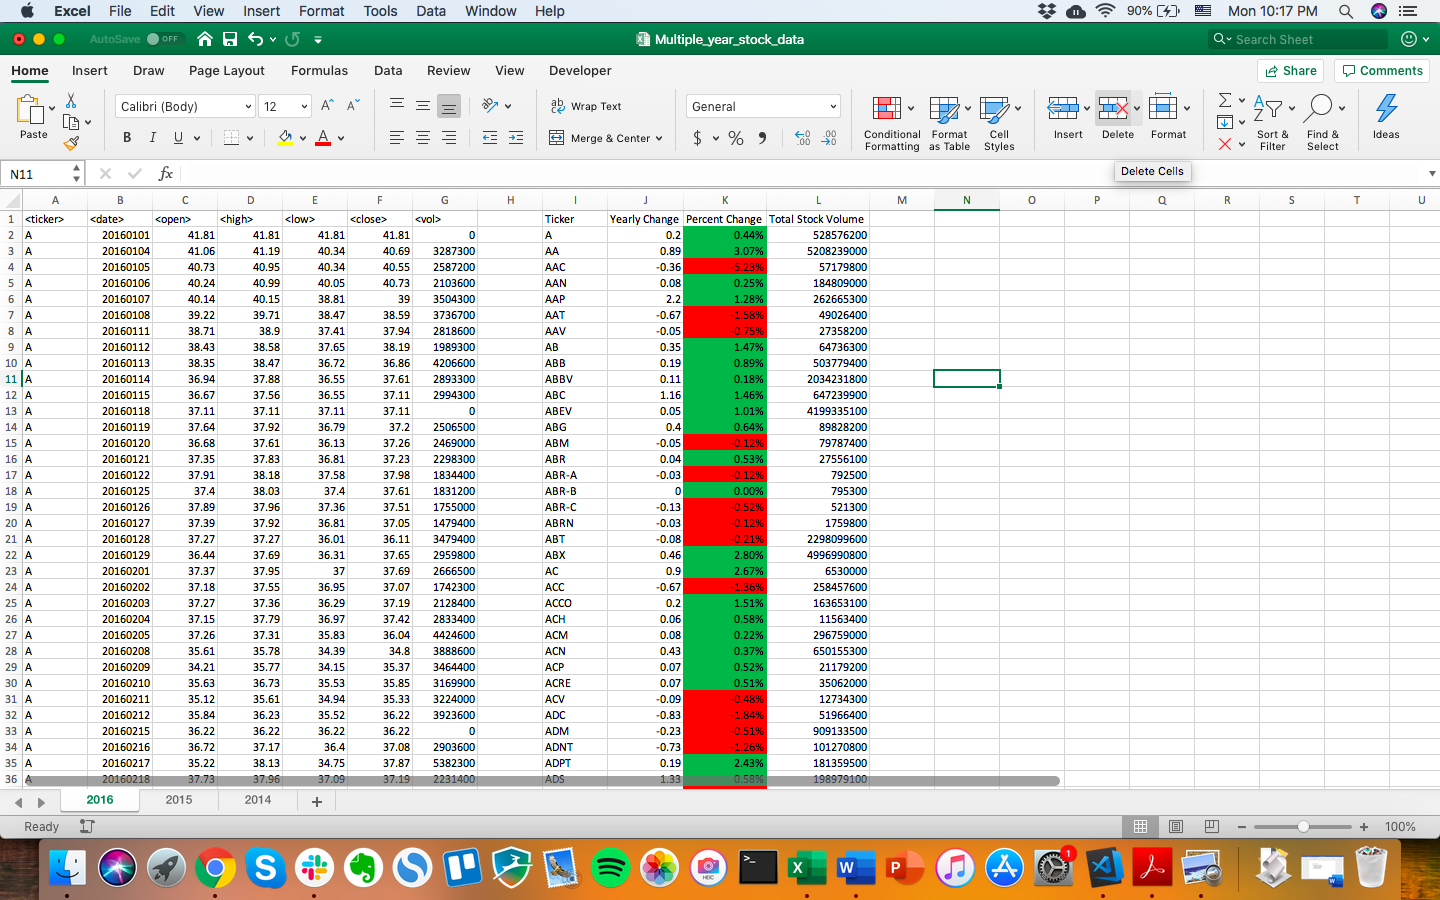 Excel File Edit View Insert Format Tools Data Window Help 90% Mon 10:17 PM
AutoSave OFF Multiple_year_stock_data Search Sheet
Home Insert Draw Page Layout Formulas Data Review View Developer Share Comments
Paste Calibri (Body) 12 A A ab Wrap Text General
B I U A Merge & Center $ % 9 .00 .00 .0
Conditional Formatting Format as Table Cell Styles Insert Delete Format Sort & Filter Find & Select Ideas
N11 fx Delete Cells
A B C D E F G H I J K L M N O P Q R S T U
1 <ticker> <date> <open> <high> <low> <close> <vol> Ticker Yearly Change Percent Change Total Stock Volume
2 A 20160101 41.81 41.81 41.81 41.81 0 A 0.2 0.44% 528576200
3 A 20160104 41.06 41.19 40.34 40.69 3287300 AA 0.89 3.07% 5208239000
4 A 20160105 40.73 40.95 40.34 40.55 2587200 AAC -0.36 -5.23% 57179800
5 A 20160106 40.24 40.99 40.05 40.73 2103600 AAN 0.08 0.25% 184809000
6 A 20160107 40.14 40.15 38.81 39 3504300 AAP 2.2 1.28% 262665300
7 A 20160108 39.22 39.71 38.47 38.59 3736700 AAT -0.67 -1.58% 49026400
8 A 20160111 38.71 38.9 37.41 37.94 2818600 AAV -0.05 -0.75% 27358200
9 A 20160112 38.43 38.58 37.65 38.19 1989300 AB 0.35 1.47% 64736300
10 A 20160113 38.35 38.47 36.72 36.86 4206600 ABB 0.19 0.89% 503779400
11 A 20160114 36.94 37.88 36.55 37.61 2893300 ABBV 0.11 0.18% 2034231800
12 A 20160115 36.67 37.56 36.55 37.11 2994300 ABC 1.16 1.46% 647239900
13 A 20160118 37.11 37.11 37.11 37.11 0 ABEV 0.05 1.01% 4199335100
14 A 20160119 37.64 37.92 36.79 37.2 2506500 ABG 0.4 0.64% 89828200
15 A 20160120 36.68 37.61 36.13 37.26 2469000 ABM -0.05 -0.12% 79787400
16 A 20160121 37.35 37.83 36.81 37.23 2298300 ABR 0.04 0.53% 27556100
17 A 20160122 37.91 38.18 37.58 37.98 1834400 ABR-A -0.03 -0.12% 792500
18 A 20160125 37.4 38.03 37.4 37.61 1831200 ABR-B 0 0.00% 795300
19 A 20160126 37.89 37.96 37.36 37.51 1755000 ABR-C -0.13 -0.52% 521300
20 A 20160127 37.39 37.92 36.81 37.05 1479400 ABRN -0.03 -0.12% 1759800
21 A 20160128 37.27 37.27 36.01 36.11 3479400 ABT -0.08 -0.21% 2298099600
22 A 20160129 36.44 37.69 36.31 37.65 2959800 ABX 0.46 2.80% 4996990800
23 A 20160201 37.37 37.95 37 37.69 2666500 AC 0.9 2.67% 6530000
24 A 20160202 37.18 37.55 36.95 37.07 1742300 ACC -0.67 -1.36% 258457600
25 A 20160203 37.27 37.36 36.29 37.19 2128400 ACCO 0.2 1.51% 163653100
26 A 20160204 37.15 37.79 36.97 37.42 2833400 ACH 0.06 0.58% 11563400
27 A 20160205 37.26 37.31 35.83 36.04 4424600 ACM 0.08 0.22% 296759000
28 A 20160208 35.61 35.78 34.39 34.8 3888600 ACN 0.43 0.37% 650155300
29 A 20160209 34.21 35.77 34.15 35.37 3464400 ACP 0.07 0.52% 21179200
30 A 20160210 35.63 36.73 35.53 35.85 3169900 ACRE 0.07 0.51% 35062000
31 A 20160211 35.12 35.61 34.94 35.33 3224000 ACV -0.09 -0.48% 12734300
32 A 20160212 35.84 36.23 35.52 36.22 3923600 ADC -0.83 -1.84% 51966400
33 A 20160215 36.22 36.22 36.22 36.22 0 ADM -0.23 -0.51% 909133500
34 A 20160216 36.72 37.17 36.4 37.08 2903600 ADNT -0.73 -1.26% 101270800
35 A 20160217 35.22 38.13 34.75 37.87 5382300 ADPT 0.19 2.43% 181359500
36 A 20160218 37.73 37.96 37.09 37.19 2231400 ADS 1.33 0.58% 198979100
2016 2015 2014 +
Ready 100%